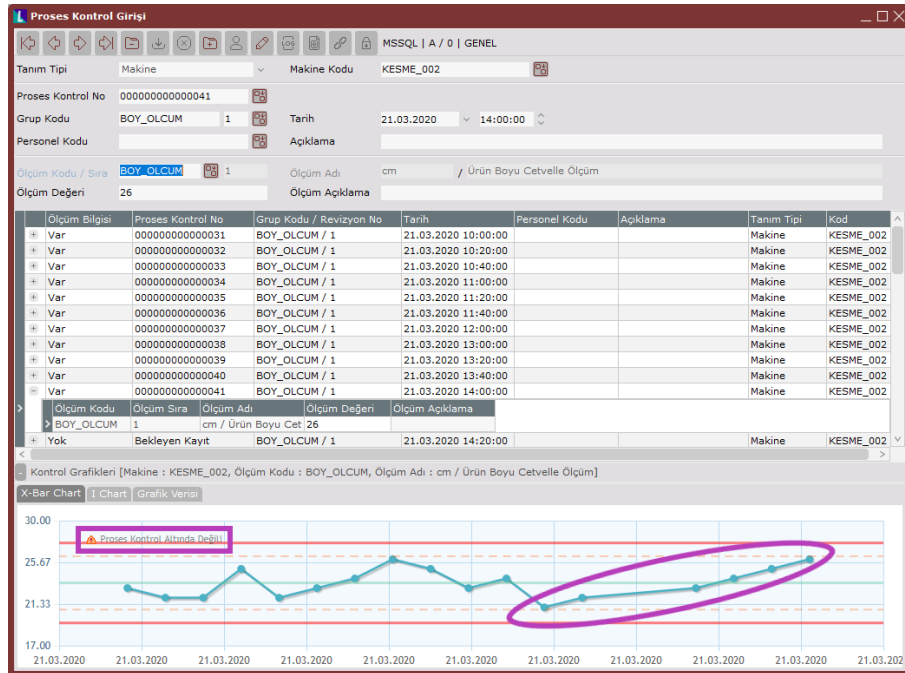 Proses Kontrol Girişi
MSSQL | A / 0 | GENEL
Tanım Tipi Makine Makine Kodu KESME_002
Proses Kontrol No 000000000000041
Grup Kodu BOY_OLCUM 1 Tarih 21.03.2020 14:00:00
Personel Kodu Açıklama
Ölçüm Kodu / Sıra BOY_OLCUM 1 Ölçüm Adı cm / Ürün Boyu Cetvelle Ölçüm
Ölçüm Değeri 26 Ölçüm Açıklama
Ölçüm Bilgisi Proses Kontrol No Grup Kodu / Revizyon No Tarih Personel Kodu Açıklama Tanım Tipi Kod
Var 000000000000031 BOY_OLCUM / 1 21.03.2020 10:00:00 Makine KESME_002
Var 000000000000032 BOY_OLCUM / 1 21.03.2020 10:20:00 Makine KESME_002
Var 000000000000033 BOY_OLCUM / 1 21.03.2020 10:40:00 Makine KESME_002
Var 000000000000034 BOY_OLCUM / 1 21.03.2020 11:00:00 Makine KESME_002
Var 000000000000035 BOY_OLCUM / 1 21.03.2020 11:20:00 Makine KESME_002
Var 000000000000036 BOY_OLCUM / 1 21.03.2020 11:40:00 Makine KESME_002
Var 000000000000037 BOY_OLCUM / 1 21.03.2020 12:00:00 Makine KESME_002
Var 000000000000038 BOY_OLCUM / 1 21.03.2020 13:00:00 Makine KESME_002
Var 000000000000039 BOY_OLCUM / 1 21.03.2020 13:20:00 Makine KESME_002
Var 000000000000040 BOY_OLCUM / 1 21.03.2020 13:40:00 Makine KESME_002
Var 000000000000041 BOY_OLCUM / 1 21.03.2020 14:00:00 Makine KESME_002
Ölçüm Kodu Ölçüm Sıra Ölçüm Adı Ölçüm Değeri Ölçüm Açıklama
BOY_OLCUM 1 cm / Ürün Boyu Cet 26
Yok Bekleyen Kayıt BOY_OLCUM / 1 21.03.2020 14:20:00 Makine KESME_002
Kontrol Grafikleri [Makine : KESME_002, Ölçüm Kodu : BOY_OLCUM, Ölçüm Adı : cm / Ürün Boyu Cetvelle Ölçüm]
X-Bar Chart I Chart Grafik Verisi
30.00
Proses Kontrol Altında Değil!
25.67
21.33
17.00
21.03.2020 21.03.2020 21.03.2020 21.03.2020 21.03.2020 21.03.2020 21.03.2020 21.03.2020 21.03.2020 21.03.2020 21.03.202